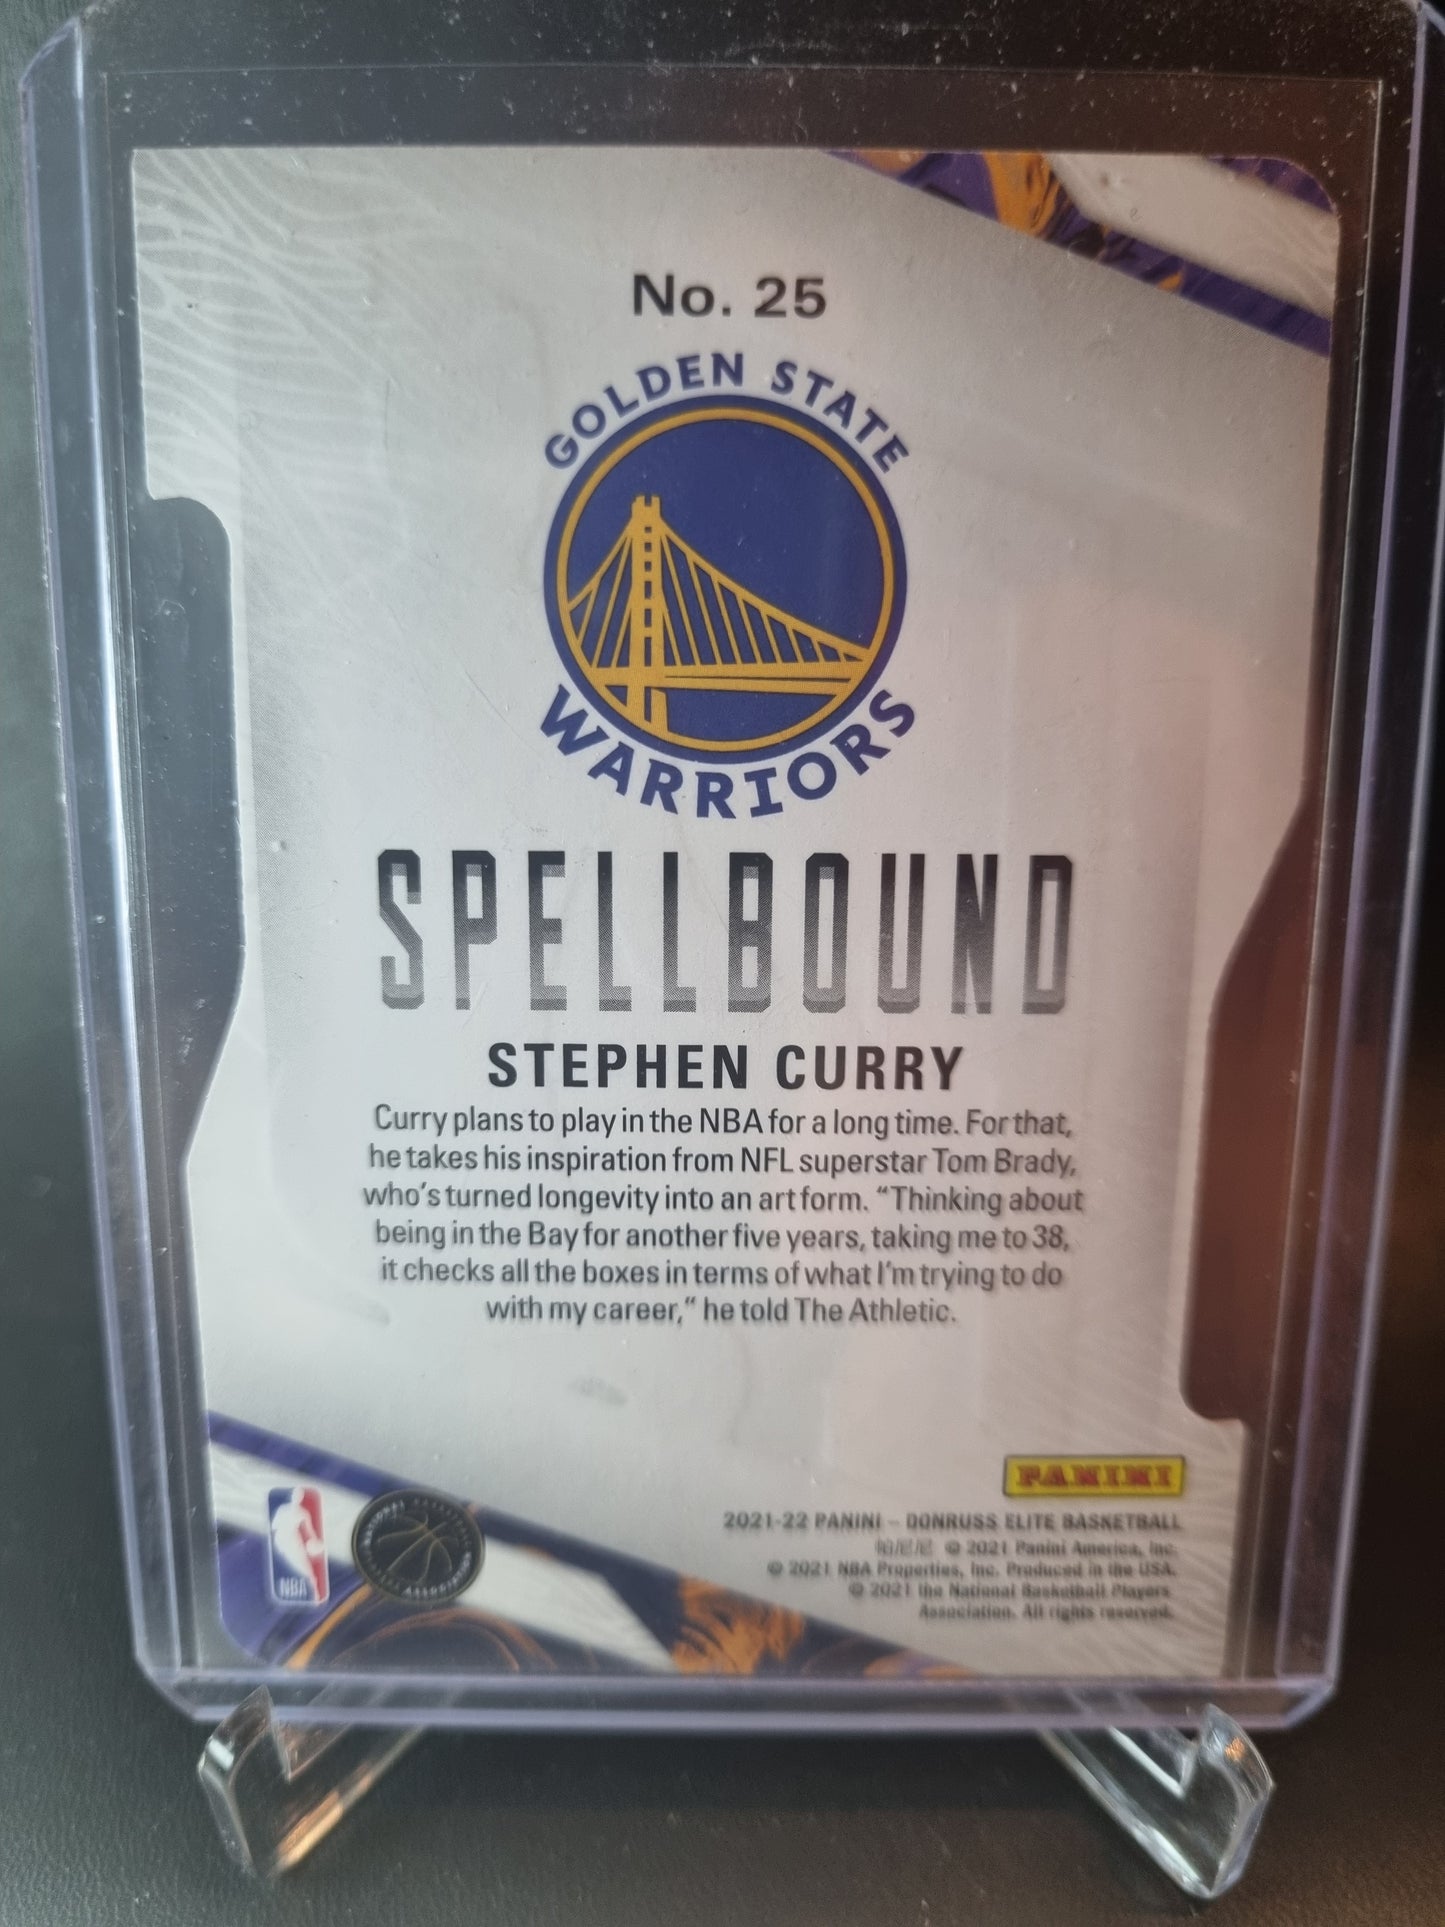 No. 25
GOLDEN STATE
WARRIORS
SPELLBOUND
STEPHEN CURRY
Curry plans to play in the NBA for a long time. For that,
he takes his inspiration from NFL superstar Tom Brady,
who's turned longevity into an art form. “Thinking about
being in the Bay for another five years, taking me to 38,
it checks all the boxes in terms of what I'm trying to do
with my career,“ he told The Athletic.
PANINI
2021-22 PANINI – DONRUSS ELITE BASKETBALL
© 2021 Panini America, Inc.
© 2021 NBA Properties, Inc. Produced in the USA.
© 2021 the National Basketball Players
Association. All rights reserved.
NBA
NATIONAL BASKETBALL
PLAYERS ASSOCIATION